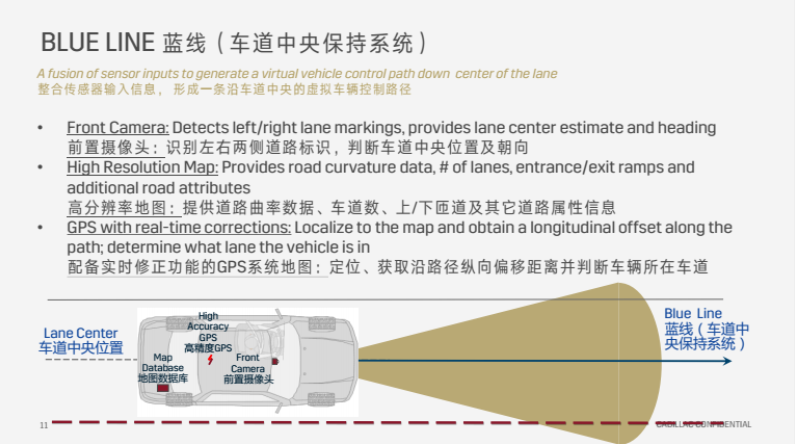 BLUE LINE 蓝线（车道中央保持系统）
A fusion of sensor inputs to generate a virtual vehicle control path down center of the lane
整合传感器输入信息， 形成一条沿车道中央的虚拟车辆控制路径
• Front Camera: Detects left/right lane markings, provides lane center estimate and heading
前置摄像头：识别左右两侧道路标识，判断车道中央位置及朝向
• High Resolution Map: Provides road curvature data, # of lanes, entrance/exit ramps and
additional road attributes
高分辨率地图：提供道路曲率数据、车道数、上/下匝道及其它道路属性信息
• GPS with real-time corrections: Localize to the map and obtain a longitudinal offset along the
path; determine what lane the vehicle is in
配备实时修正功能的GPS系统地图：定位、获取沿路径纵向偏移距离并判断车辆所在车道
Lane Center
车道中央位置
High
Accuracy
GPS
高精度GPS
Map
Database
地图数据库
Front
Camera
前置摄像头
Blue Line
蓝线（车道中
央保持系统）
11
CADILLAC CONFIDENTIAL